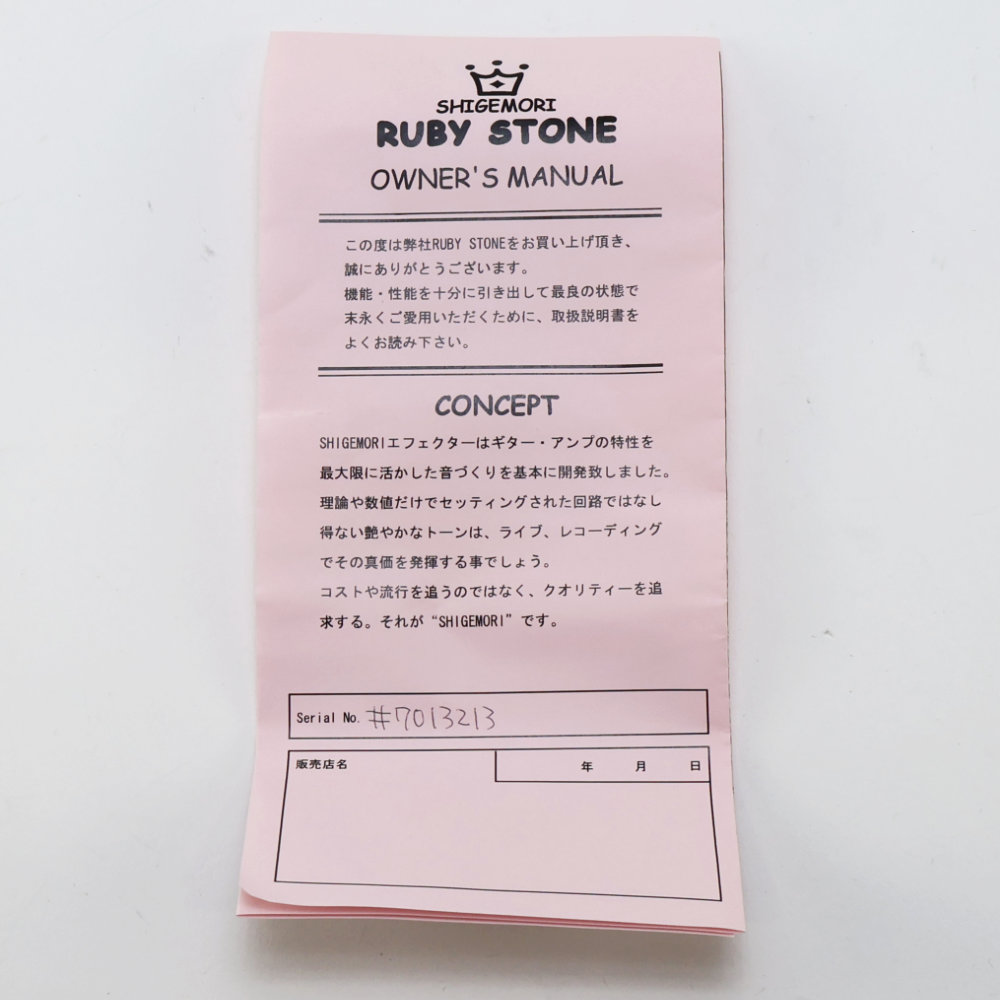 SHIGEMORI
RUBY STONE
OWNER'S MANUAL
この度は弊社RUBY STONEをお買い上げ頂き、
誠にありがとうございます。
機能・性能を十分に引き出して最良の状態で
末永くご愛用いただくために、取扱説明書を
よくお読み下さい。
CONCEPT
SHIGEMORIエフェクターはギター・アンプの特性を
最大限に活かした音づくりを基本に開発致しました。
理論や数値だけでセッティングされた回路ではなし
得ない艶やかなトーンは、ライブ、レコーディング
でその真価を発揮する事でしょう。
コストや流行を追うのではなく、クオリティーを追
求する。それが“SHIGEMORI”です。
Serial No. #7013213
販売店名 年 月 日